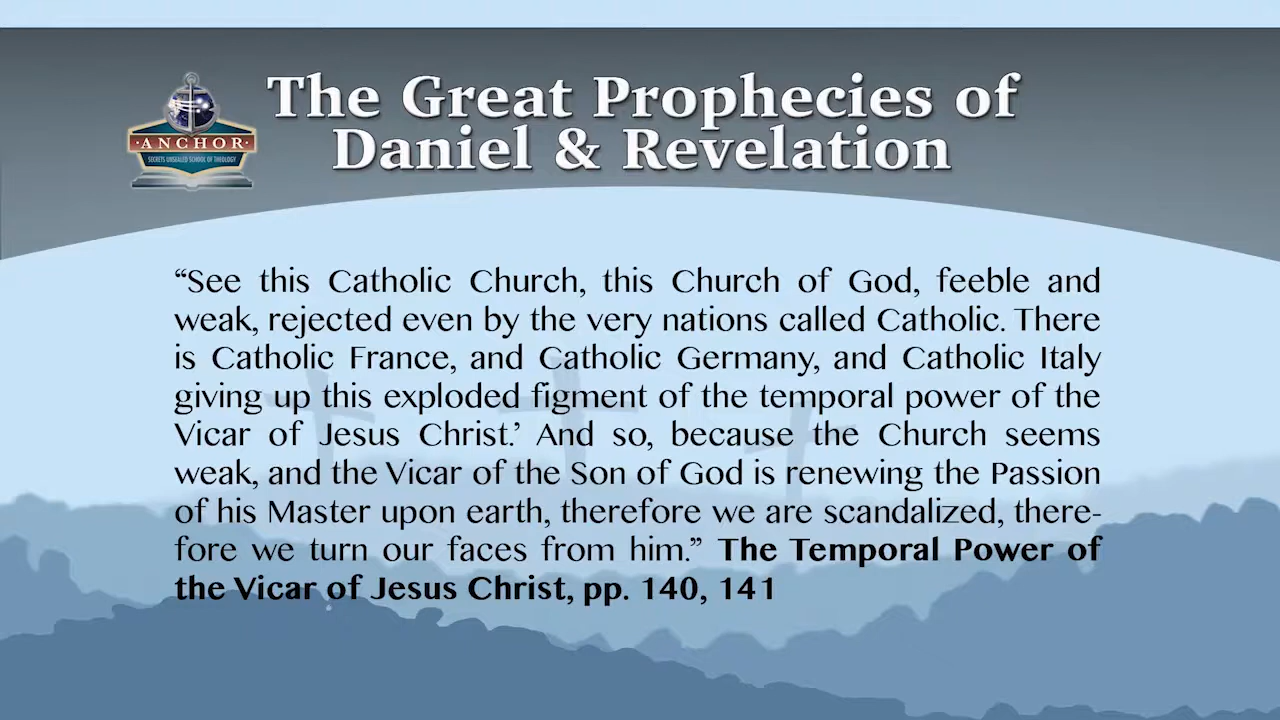 The Great Prophecies of
Daniel & Revelation
·ANCHOR·
SECRETS UNSEALED SCHOOL OF THEOLOGY
“See this Catholic Church, this Church of God, feeble and
weak, rejected even by the very nations called Catholic. There
is Catholic France, and Catholic Germany, and Catholic Italy
giving up this exploded figment of the temporal power of the
Vicar of Jesus Christ.’ And so, because the Church seems
weak, and the Vicar of the Son of God is renewing the Passion
of his Master upon earth, therefore we are scandalized, there-
fore we turn our faces from him.” The Temporal Power of
the Vicar of Jesus Christ, pp. 140, 141